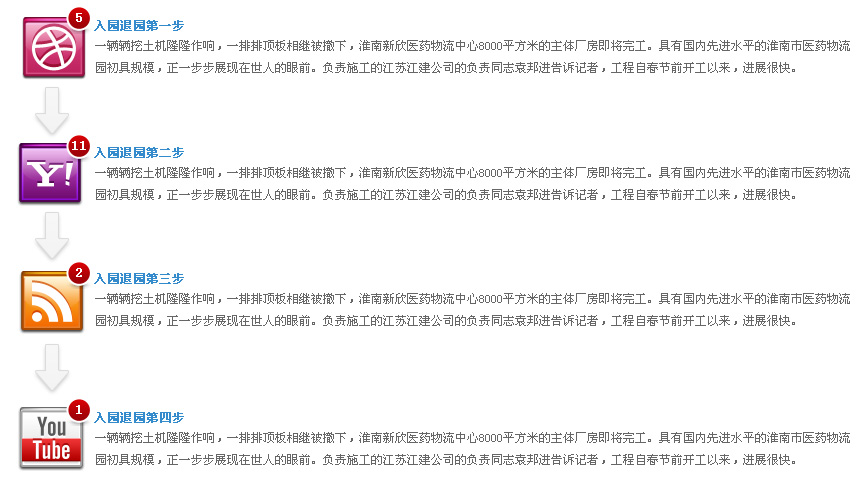 5
入园退园第一步
一辆辆挖土机隆隆作响，一排排顶板相继被撤下，淮南新欣医药物流中心8000平方米的主体厂房即将完工。具有国内先进水平的淮南市医药物流
园初具规模，正一步步展现在世人的眼前。负责施工的江苏江建公司的负责同志袁邦进告诉记者，工程自春节前开工以来，进展很快。
11
Y!
入园退园第二步
一辆辆挖土机隆隆作响，一排排顶板相继被撤下，淮南新欣医药物流中心8000平方米的主体厂房即将完工。具有国内先进水平的淮南市医药物流
园初具规模，正一步步展现在世人的眼前。负责施工的江苏江建公司的负责同志袁邦进告诉记者，工程自春节前开工以来，进展很快。
2
入园退园第三步
一辆辆挖土机隆隆作响，一排排顶板相继被撤下，淮南新欣医药物流中心8000平方米的主体厂房即将完工。具有国内先进水平的淮南市医药物流
园初具规模，正一步步展现在世人的眼前。负责施工的江苏江建公司的负责同志袁邦进告诉记者，工程自春节前开工以来，进展很快。
1
You
Tube
入园退园第四步
一辆辆挖土机隆隆作响，一排排顶板相继被撤下，淮南新欣医药物流中心8000平方米的主体厂房即将完工。具有国内先进水平的淮南市医药物流
园初具规模，正一步步展现在世人的眼前。负责施工的江苏江建公司的负责同志袁邦进告诉记者，工程自春节前开工以来，进展很快。